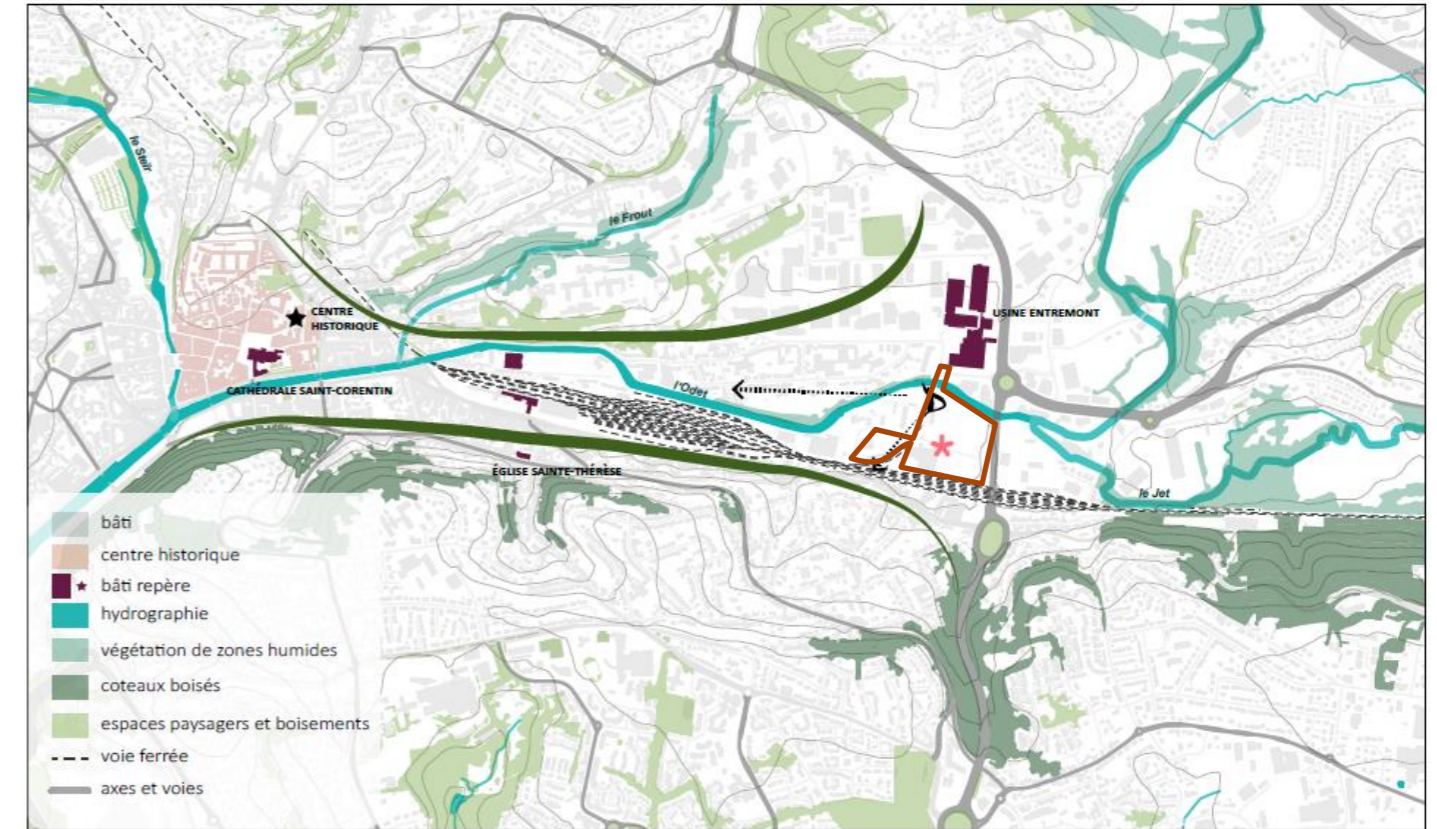 le Steïr
le Frout
CENTRE
HISTORIQUE
USINE ENTREMONT
CATHÉDRALE SAINT-CORENTIN
l'Odet
ÉGLISE SAINTE-THÉRÈSE
le Jet
bâti
centre historique
bâti repère
hydrographie
végétation de zones humides
coteaux boisés
espaces paysagers et boisements
voie ferrée
axes et voies